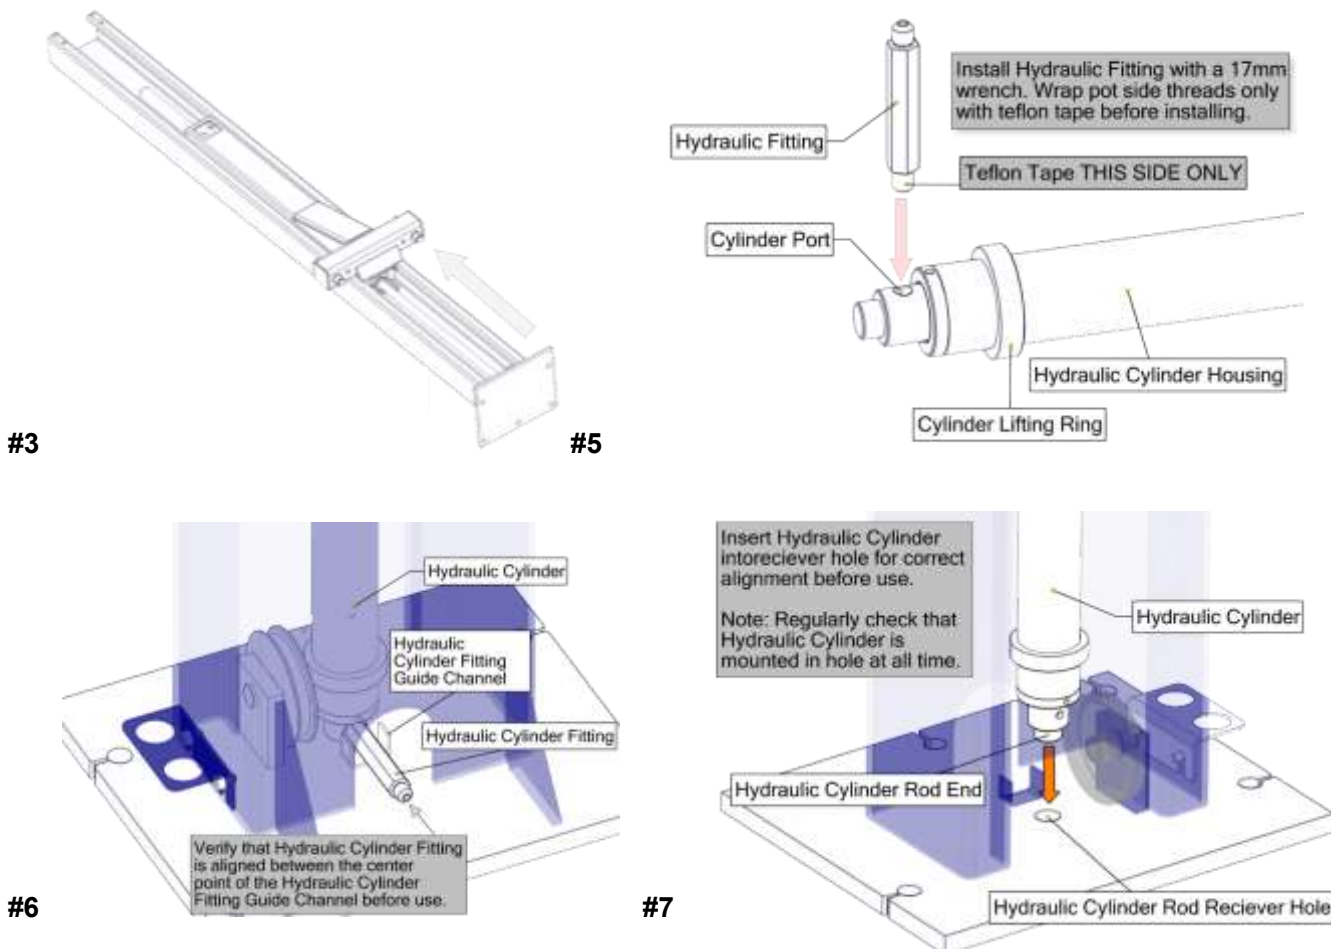 Install Hydraulic Fitting with a 17mm
wrench. Wrap pot side threads only
with teflon tape before installing.
Hydraulic Fitting
Teflon Tape THIS SIDE ONLY
Cylinder Port
Hydraulic Cylinder Housing
Cylinder Lifting Ring
#3
#5
Hydraulic Cylinder
Hydraulic
Cylinder Fitting
Guide Channel
Hydraulic Cylinder Fitting
Verify that Hydraulic Cylinder Fitting
is aligned between the center
point of the Hydraulic Cylinder
Fitting Guide Channel before use.
#6
Insert Hydraulic Cylinder
intoreciever hole for correct
alignment before use.
Note: Regularly check that
Hydraulic Cylinder is
mounted in hole at all time.
Hydraulic Cylinder
Hydraulic Cylinder Rod End
Hydraulic Cylinder Rod Reciever Hole
#7